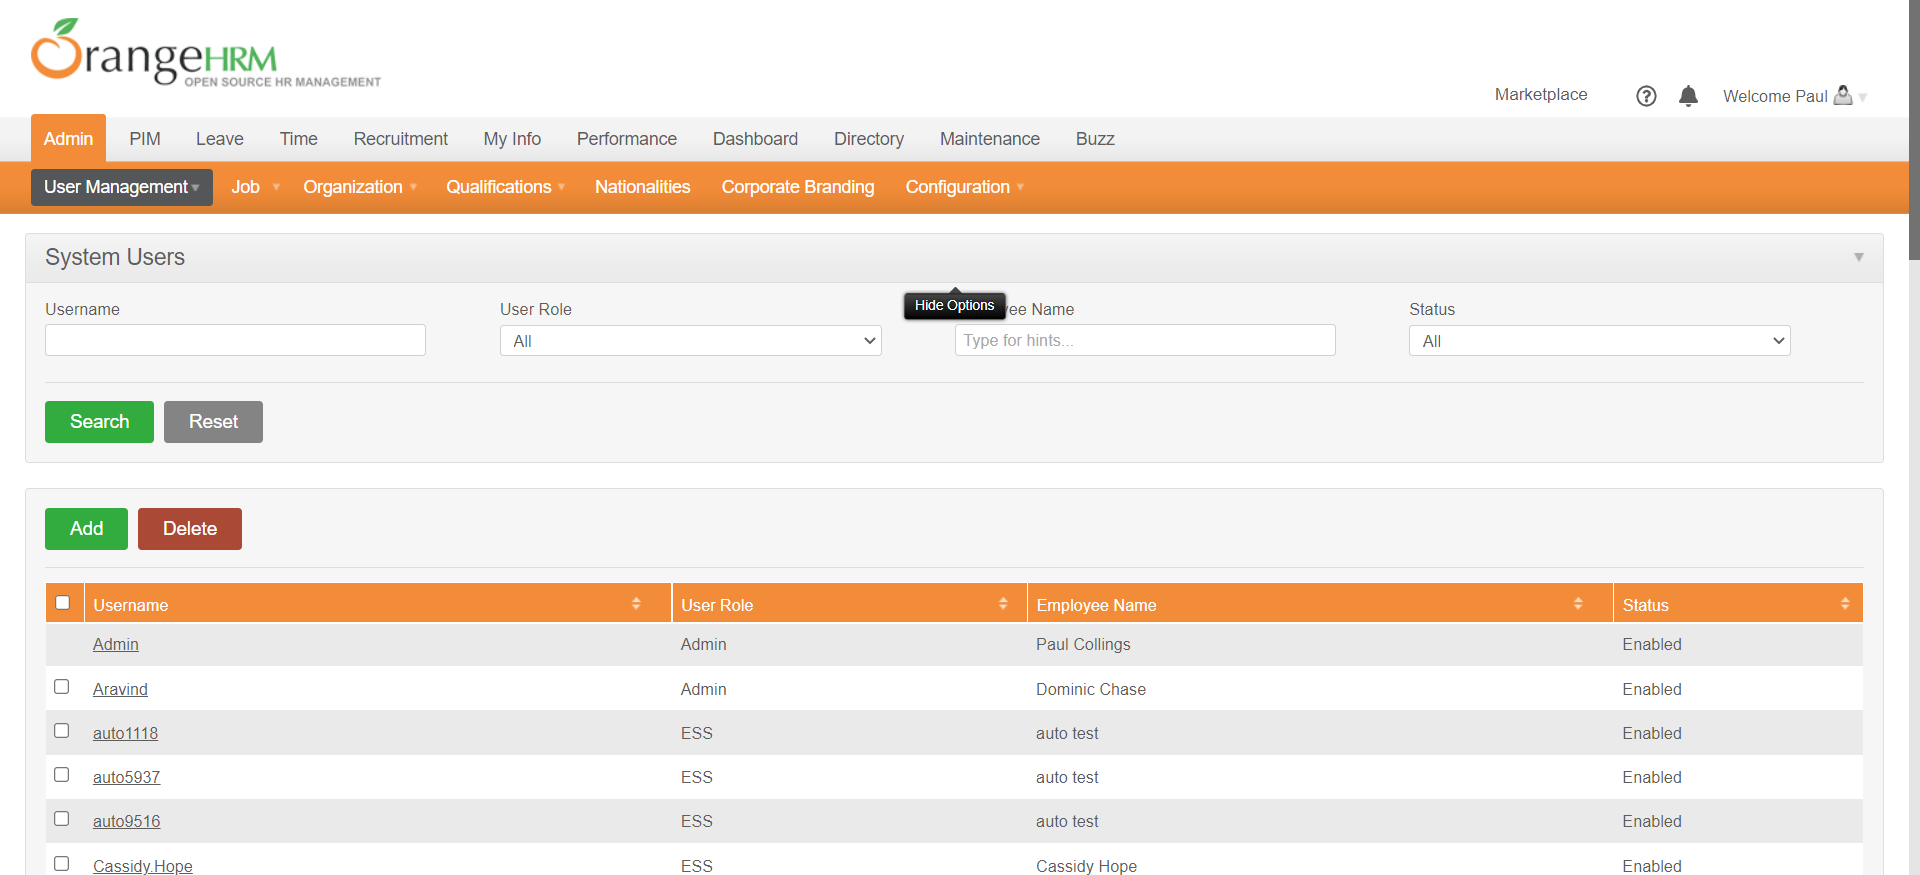 OrangeHRM
OPEN SOURCE HR MANAGEMENT
Marketplace
Welcome Paul
Admin PIM Leave Time Recruitment My Info Performance Dashboard Directory Maintenance Buzz
User Management Job Organization Qualifications Nationalities Corporate Branding Configuration
System Users
Hide Options
Username User Role ee Name Status
All Type for hints... All
Search Reset
Add Delete
Username User Role Employee Name Status
Admin Admin Paul Collings Enabled
Aravind Admin Dominic Chase Enabled
auto1118 ESS auto test Enabled
auto5937 ESS auto test Enabled
auto9516 ESS auto test Enabled
Cassidy.Hope ESS Cassidy Hope Enabled